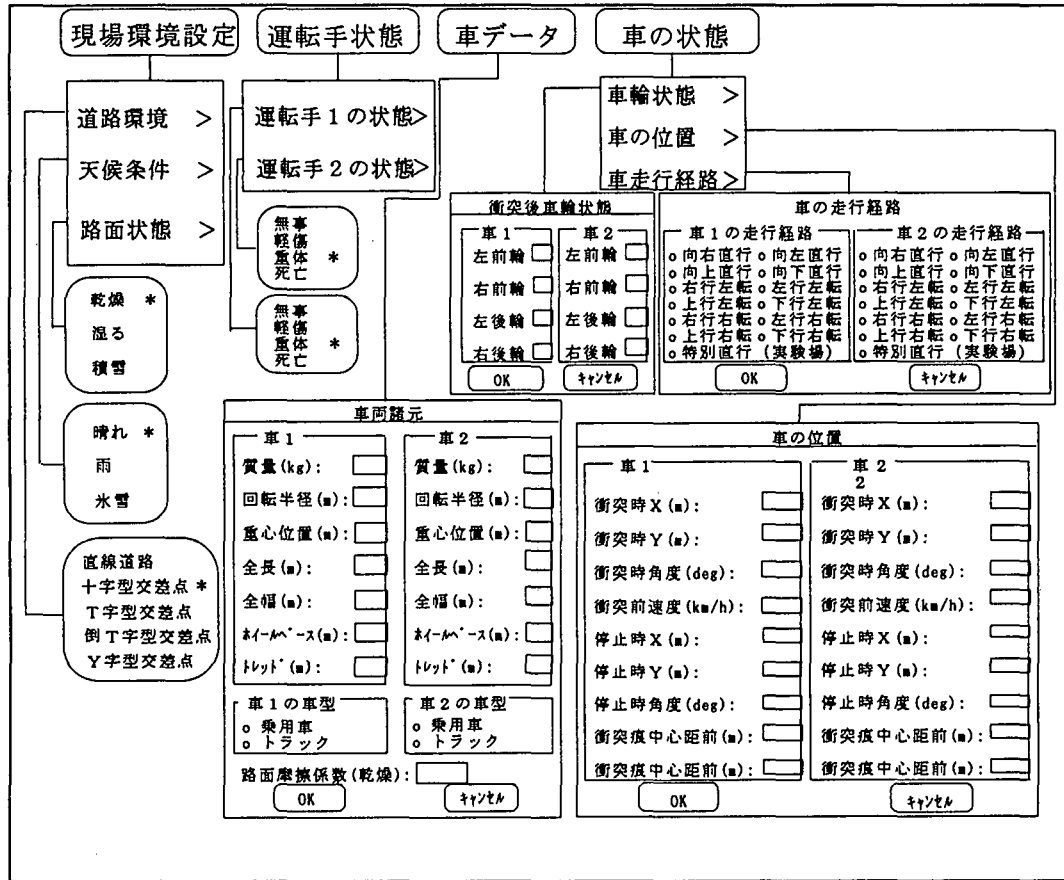 現場環境設定
運転手状態
車データ
車の状態
道路環境 >
天候条件 >
路面状態 >
運転手1の状態>
運転手2の状態>
車輪状態 >
車の位置 >
車走行経路>
無事
軽傷
重体 *
死亡
無事
軽傷
重体 *
死亡
乾燥 *
湿る
積雪
晴れ *
雨
氷雪
直線道路
十字型交差点 *
T字型交差点
倒T字型交差点
Y字型交差点
衝突後車輪状態
車1
左前輪
右前輪
左後輪
右後輪
車2
左前輪
右前輪
左後輪
右後輪
OK
キャンセル
車の走行経路
車1の走行経路
o 向右直行 o 向左直行
o 向上直行 o 向下直行
o 右行左転 o 左行左転
o 上行左転 o 下行左転
o 右行右転 o 左行右転
o 上行右転 o 下行右転
o 特別直行 (実験場)
車2の走行経路
o 向右直行 o 向左直行
o 向上直行 o 向下直行
o 右行左転 o 左行左転
o 上行左転 o 下行左転
o 右行右転 o 左行右転
o 上行右転 o 下行右転
o 特別直行 (実験場)
OK
キャンセル
車両諸元
車1
質量(kg):
回転半径(m):
重心位置(m):
全長(m):
全幅(m):
ホイールベース(m):
トレッド(m):
車2
質量(kg):
回転半径(m):
重心位置(m):
全長(m):
全幅(m):
ホイールベース(m):
トレッド(m):
車1の車型
o 乗用車
o トラック
車2の車型
o 乗用車
o トラック
路面摩擦係数(乾燥):
OK
キャンセル
車の位置
車1
衝突時X(m):
衝突時Y(m):
衝突時角度(deg):
衝突前速度(km/h):
停止時X(m):
停止時Y(m):
停止時角度(deg):
衝突痕中心距前(m):
衝突痕中心距前(m):
車2
2
衝突時X(m):
衝突時Y(m):
衝突時角度(deg):
衝突前速度(km/h):
停止時X(m):
停止時Y(m):
停止時角度(deg):
衝突痕中心距前(m):
衝突痕中心距前(m):
OK
キャンセル